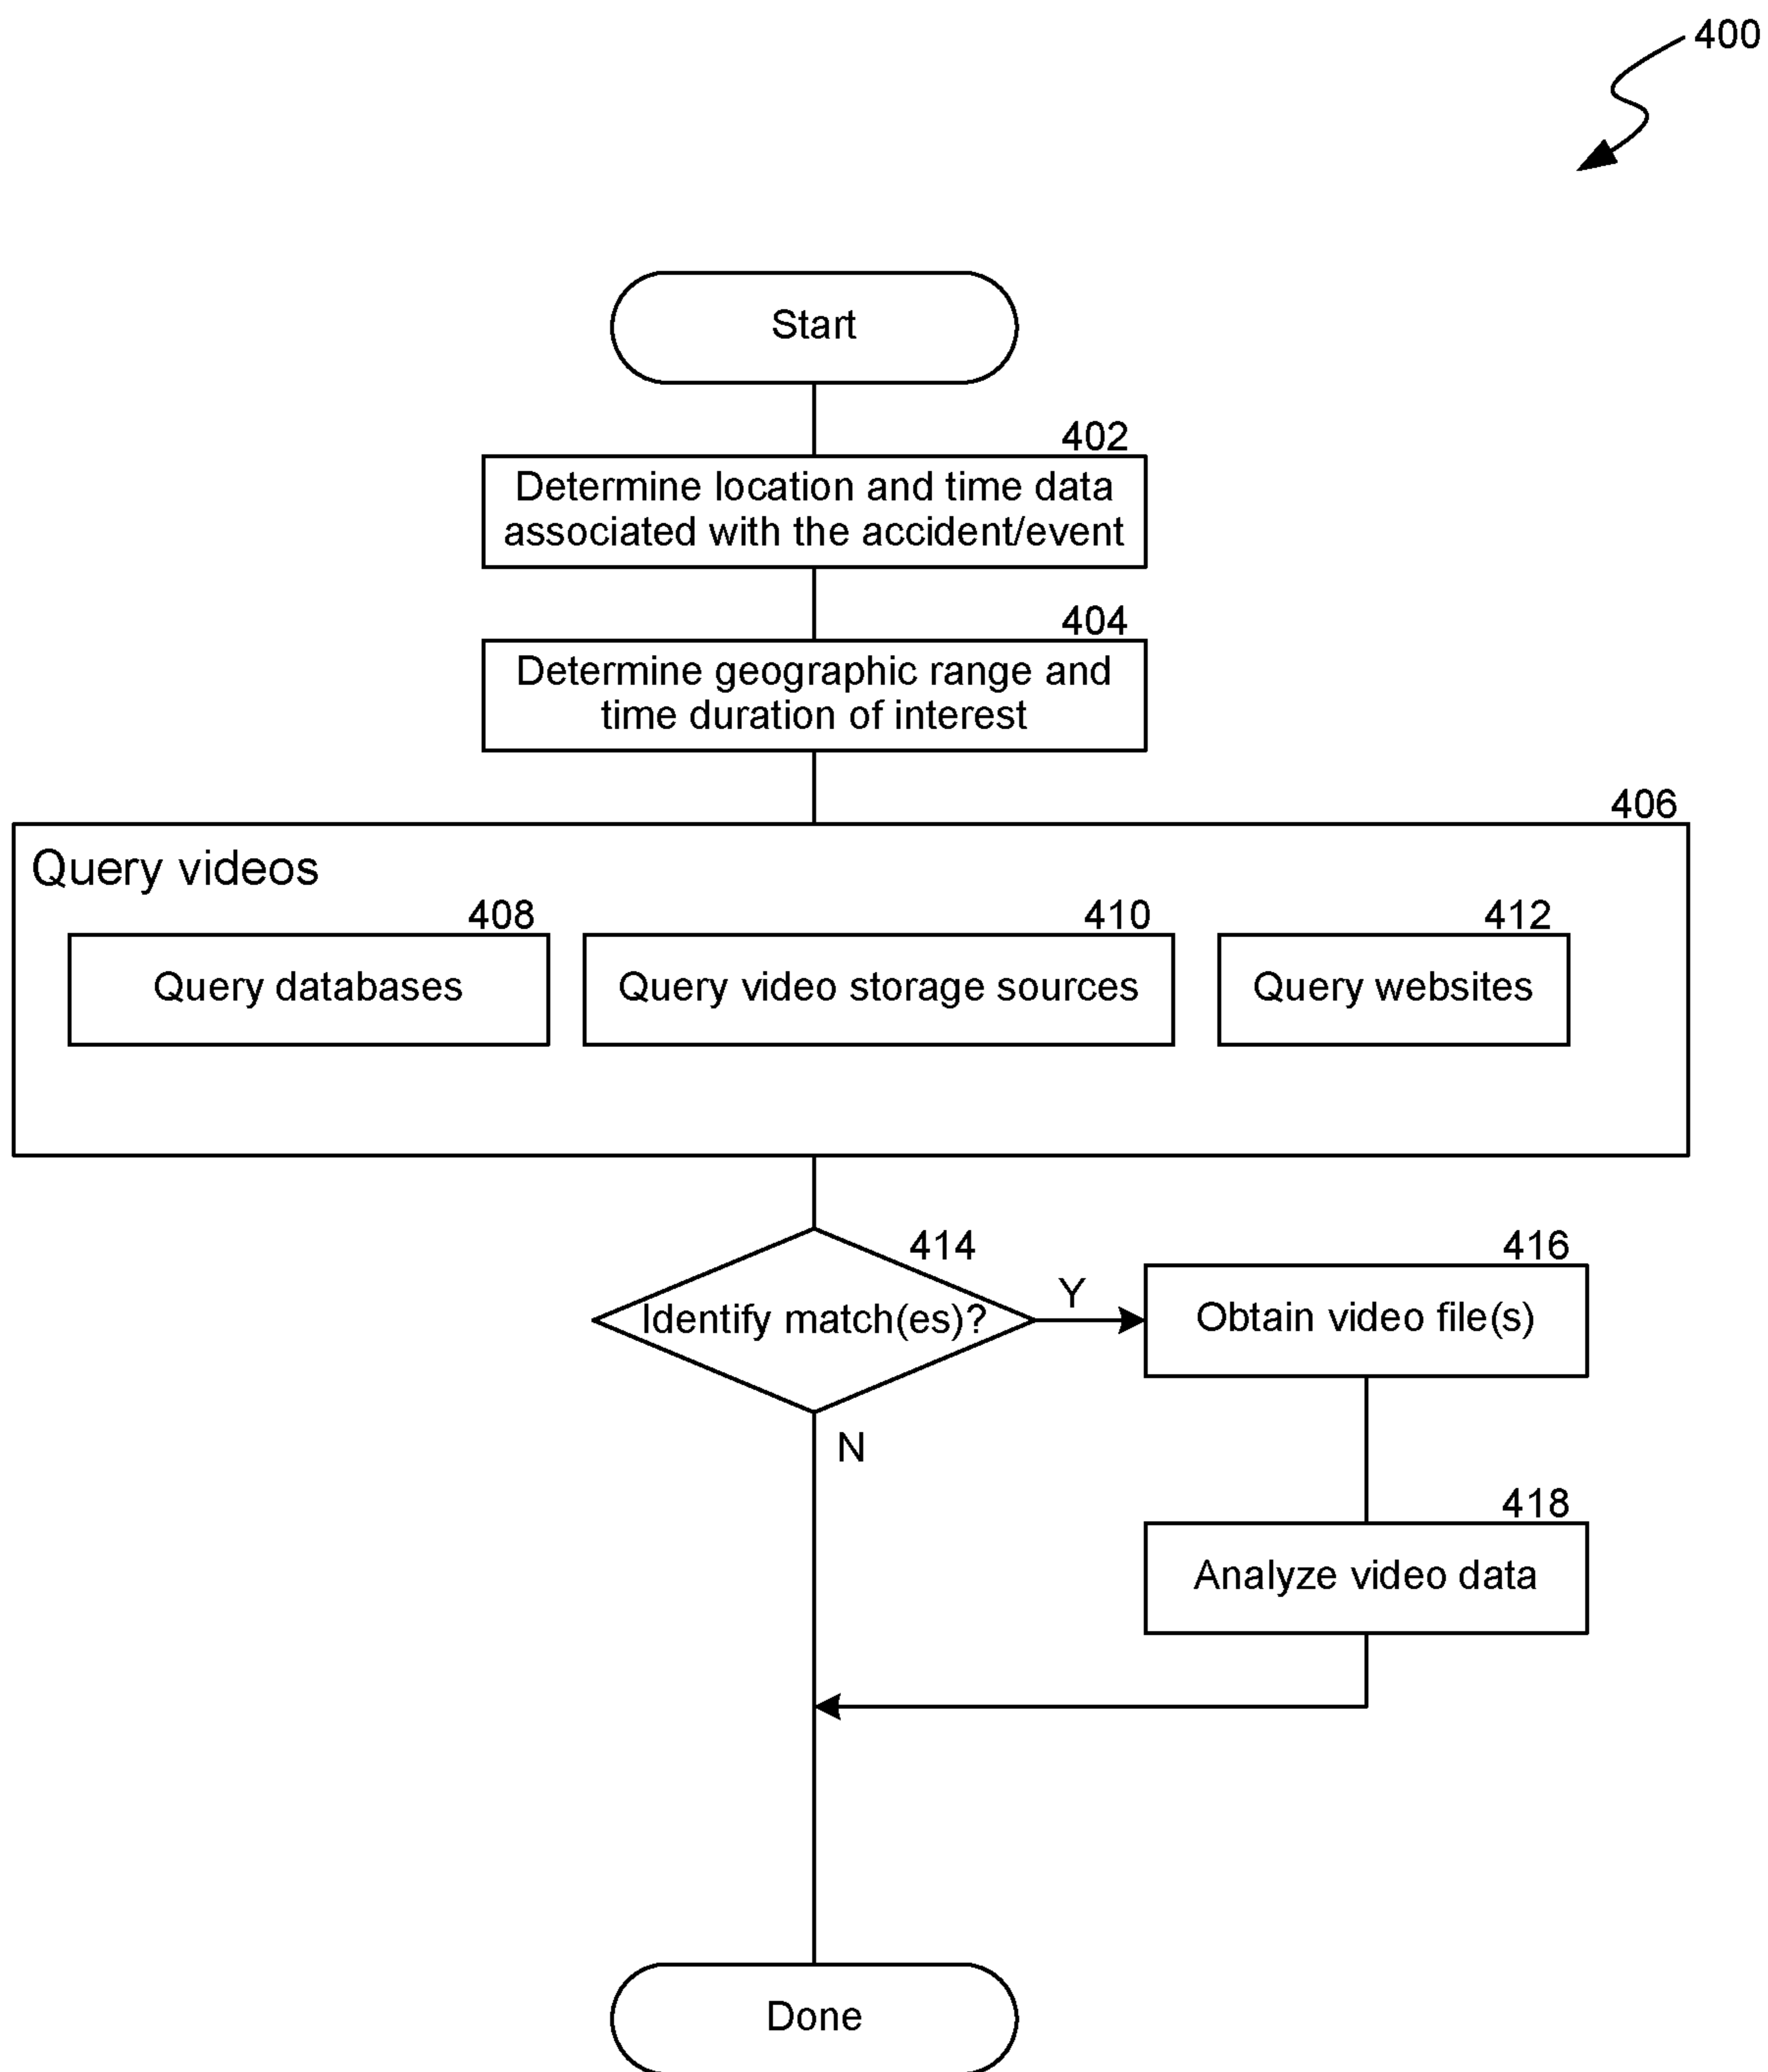 400
Start
402
Determine location and time data
associated with the accident/event
404
Determine geographic range and
time duration of interest
406
Query videos
408
Query databases
410
Query video storage sources
412
Query websites
414
Identify match(es)?
Y
416
Obtain video file(s)
N
418
Analyze video data
Done